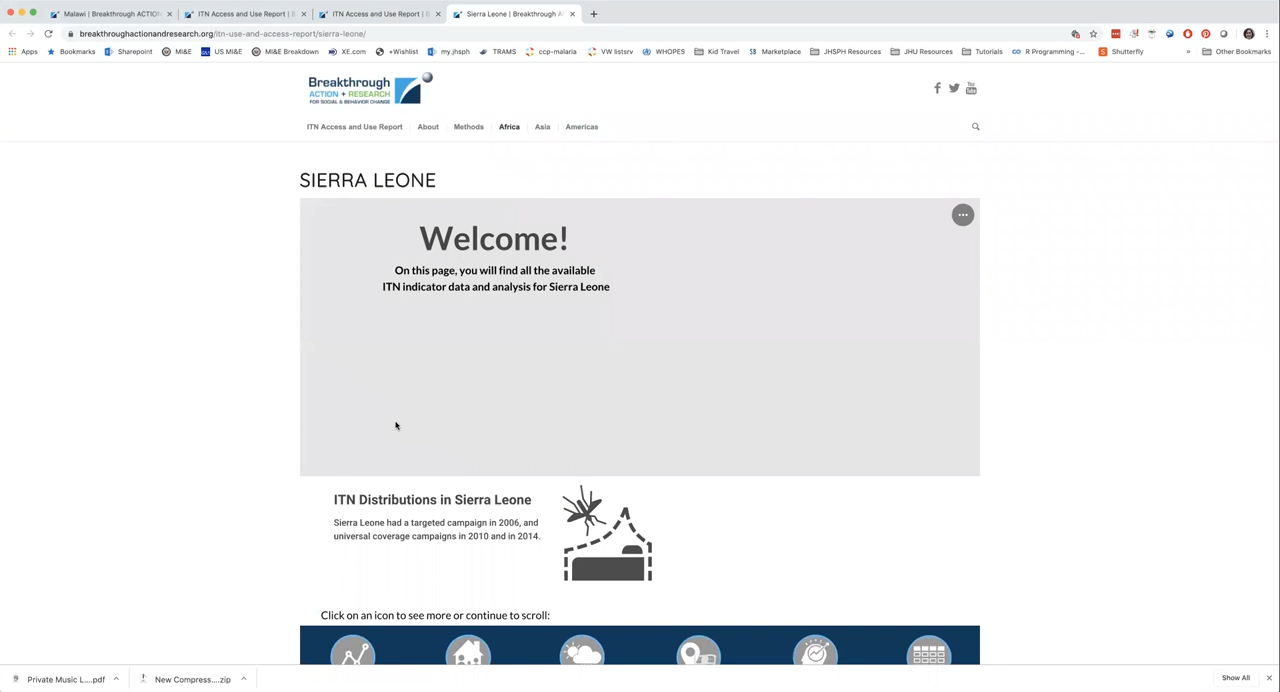 Malawi | Breakthrough ACTION
ITN Access and Use Report | B
ITN Access and Use Report | B
Sierra Leone | Breakthrough A
breakthroughactionandresearch.org/itn-use-and-access-report/sierra-leone/
Apps Bookmarks Sharepoint MI&E US MI&E MI&E Breakdown XE.com +Wishlist my.jhsph TRAMS ccp-malaria VW listsrv WHOPES Kid Travel Marketplace JHSPH Resources JHU Resources Tutorials R Programming -... Shutterfly » Other Bookmarks
Breakthrough
ACTION + RESEARCH
FOR SOCIAL & BEHAVIOR CHANGE
You
Tube
ITN Access and Use Report About Methods Africa Asia Americas
SIERRA LEONE
Welcome!
On this page, you will find all the available
ITN indicator data and analysis for Sierra Leone
ITN Distributions in Sierra Leone
Sierra Leone had a targeted campaign in 2006, and
universal coverage campaigns in 2010 and in 2014.
Click on an icon to see more or continue to scroll:
Private Music L....pdf New Compress....zip Show All